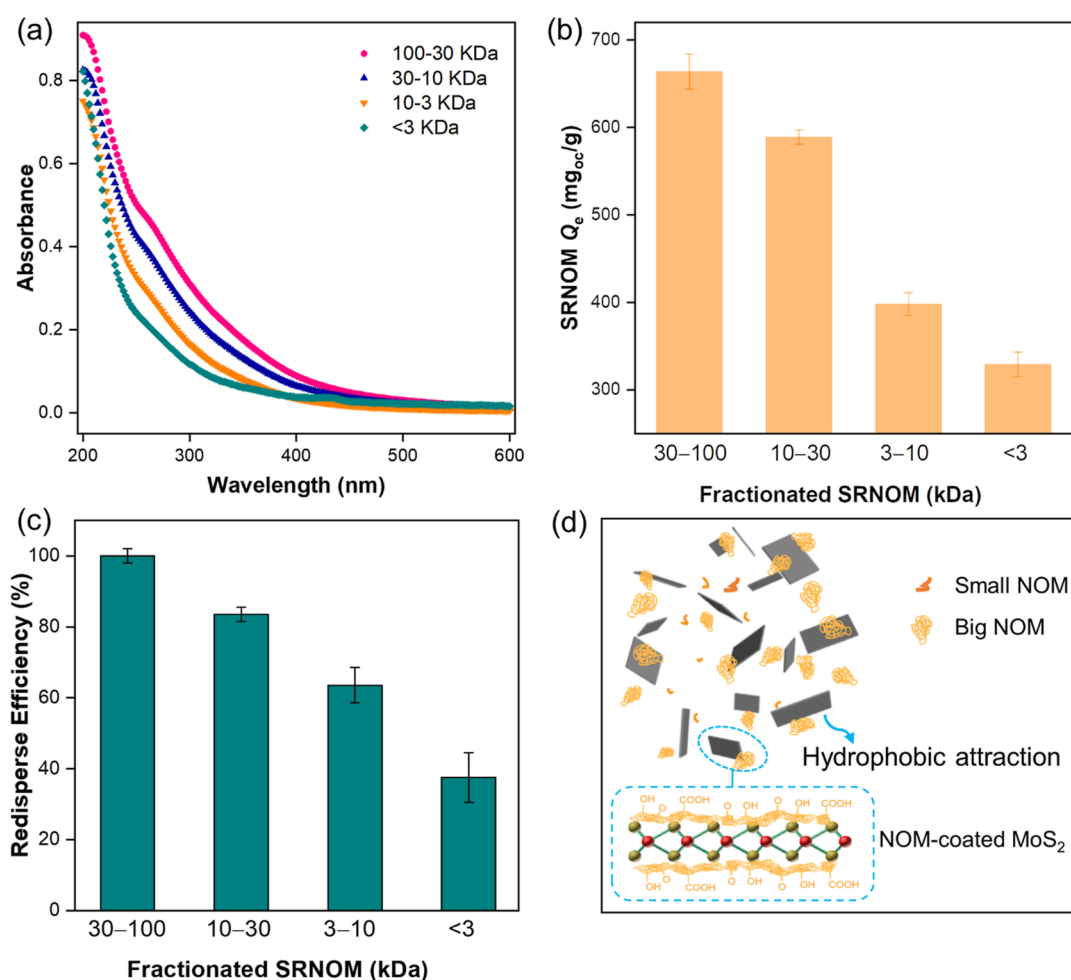 (a)
100-30 KDa
30-10 KDa
10-3 KDa
<3 KDa
Absorbance
0.8
0.6
0.4
0.2
0.0
200
300
400
500
600
Wavelength (nm)
(b)
SRNOM Qe (mgoc/g)
700
600
500
400
300
30–100
10–30
3–10
<3
Fractionated SRNOM (kDa)
(c)
Redisperse Efficiency (%)
100
80
60
40
20
0
30–100
10–30
3–10
<3
Fractionated SRNOM (kDa)
(d)
Small NOM
Big NOM
Hydrophobic attraction
OH O COOH O OH O OH COOH
OH O COOH O OH O OH COOH
NOM-coated MoS2